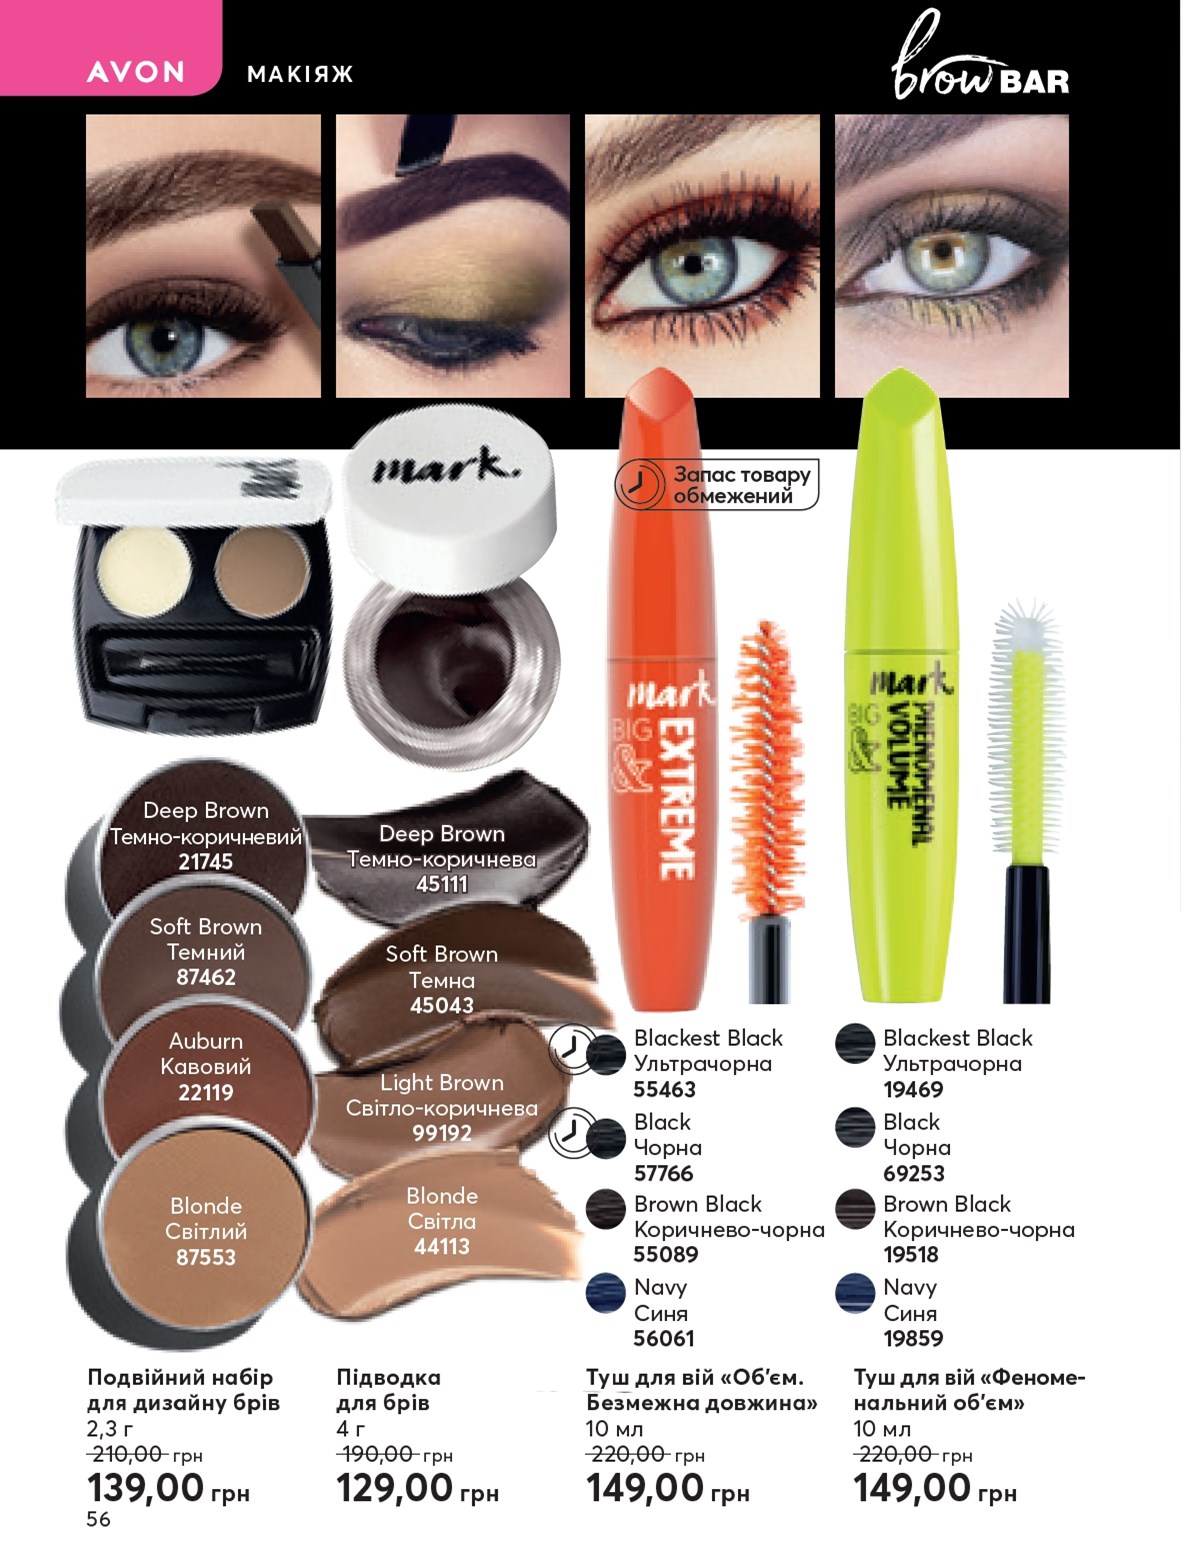 AVON
МАКІЯЖ
brow BAR
mark.
Запас товару
обмежений
mark.
BIG
&
EXTREME
mark.
BIG
&
PHENOMENAL
VOLUME
Deep Brown
Темно-коричневий
21745
Soft Brown
Темний
87462
Auburn
Кавовий
22119
Blonde
Світлий
87553
Deep Brown
Темно-коричнева
45111
Soft Brown
Темна
45043
Light Brown
Світло-коричнева
99192
Blonde
Світла
44113
Blackest Black
Ультрачорна
55463
Black
Чорна
57766
Brown Black
Коричнево-чорна
55089
Navy
Синя
56061
Blackest Black
Ультрачорна
19469
Black
Чорна
69253
Brown Black
Коричнево-чорна
19518
Navy
Синя
19859
Подвійний набір
для дизайну брів
2,3 г
210,00 грн
139,00 грн
Підводка
для брів
4 г
190,00 грн
129,00 грн
Туш для вій «Об’єм.
Безмежна довжина»
10 мл
220,00 грн
149,00 грн
Туш для вій «Феноме-
нальний об’єм»
10 мл
220,00 грн
149,00 грн
56